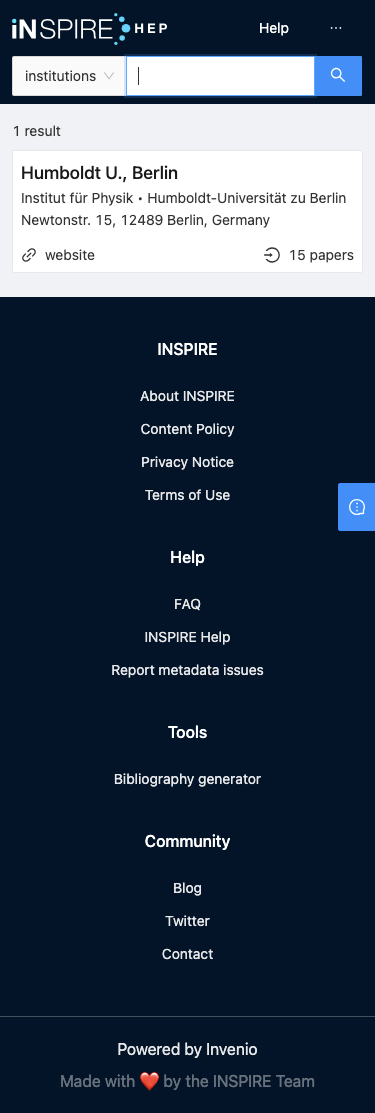 iNSPIRE HEP
Help
···
institutions
1 result
Humboldt U., Berlin
Institut für Physik • Humboldt-Universität zu Berlin
Newtonstr. 15, 12489 Berlin, Germany
website
15 papers
INSPIRE
About INSPIRE
Content Policy
Privacy Notice
Terms of Use
Help
FAQ
INSPIRE Help
Report metadata issues
Tools
Bibliography generator
Community
Blog
Twitter
Contact
Powered by Invenio
Made with ❤️ by the INSPIRE Team